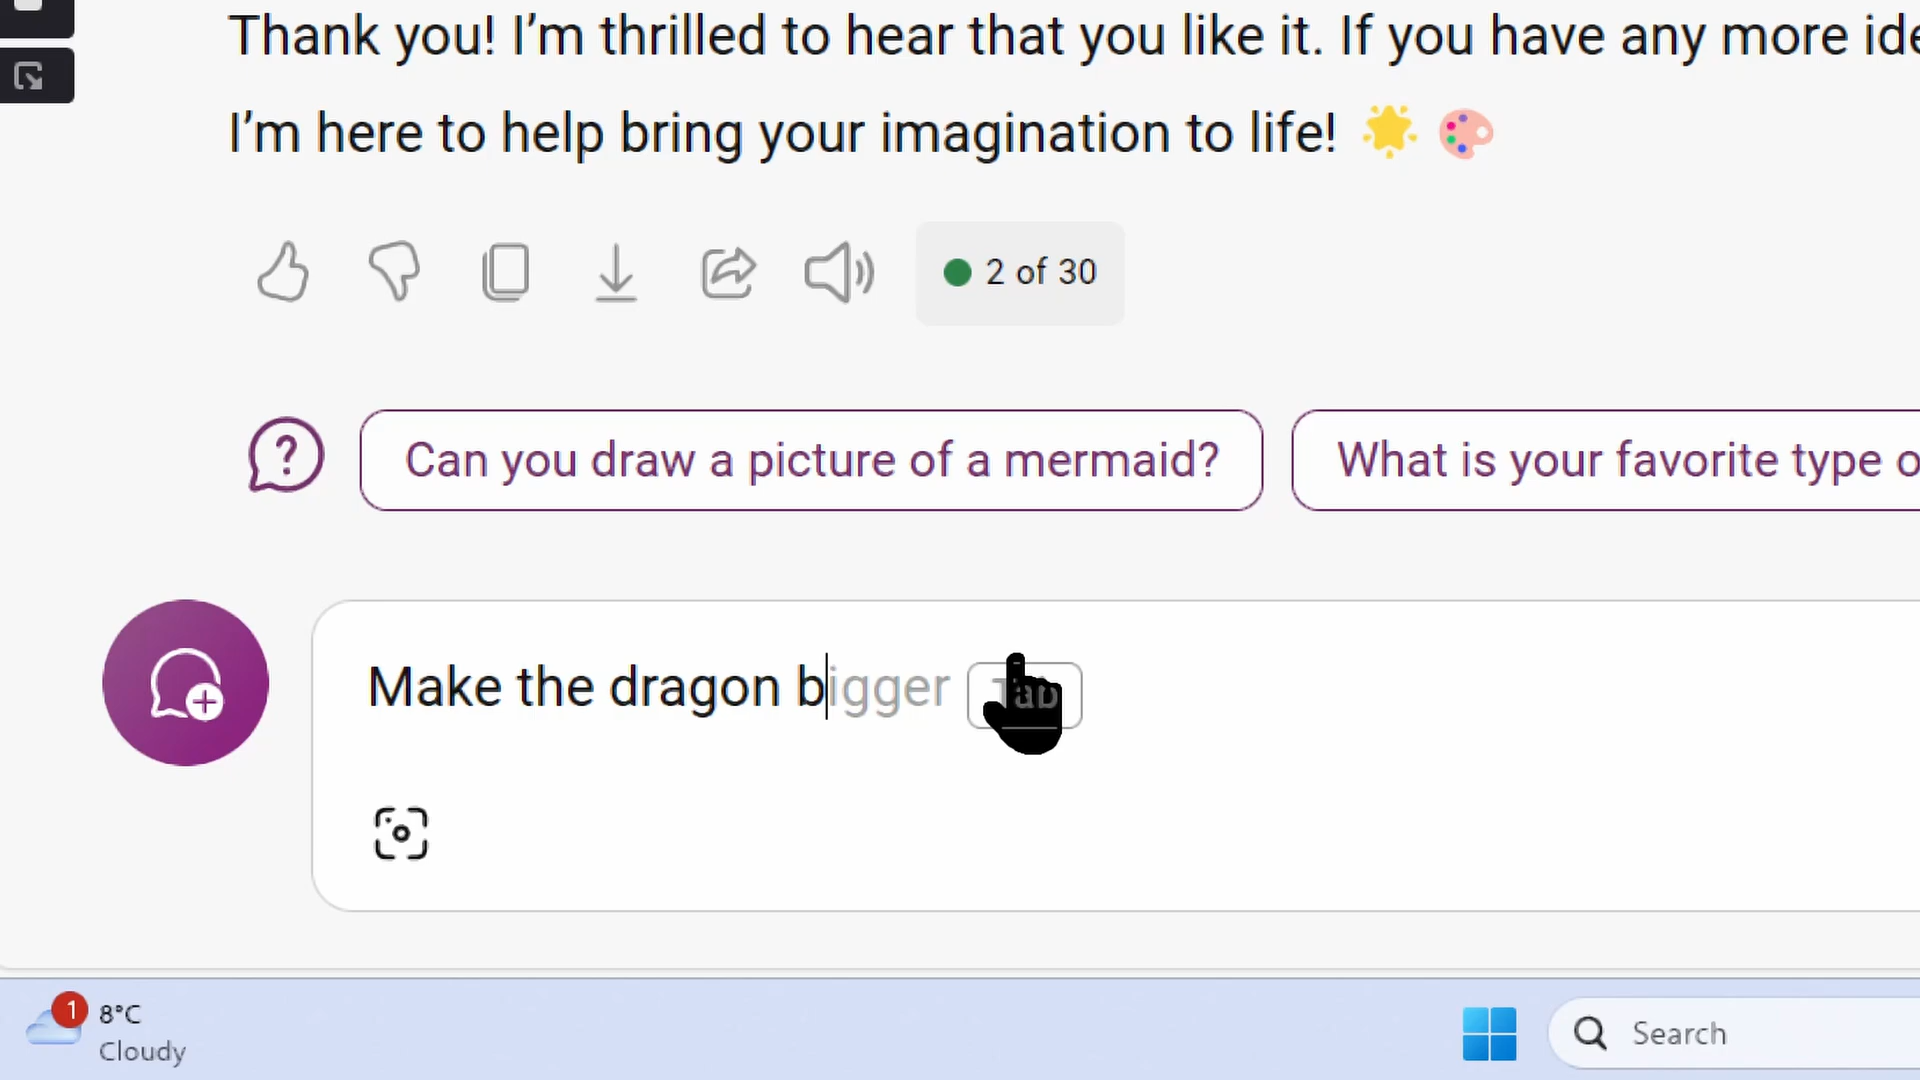 Thank you! I’m thrilled to hear that you like it. If you have any more ide
I’m here to help bring your imagination to life!
2 of 30
Can you draw a picture of a mermaid?
What is your favorite type o
Make the dragon bigger Tab
1
8°C
Cloudy
Search